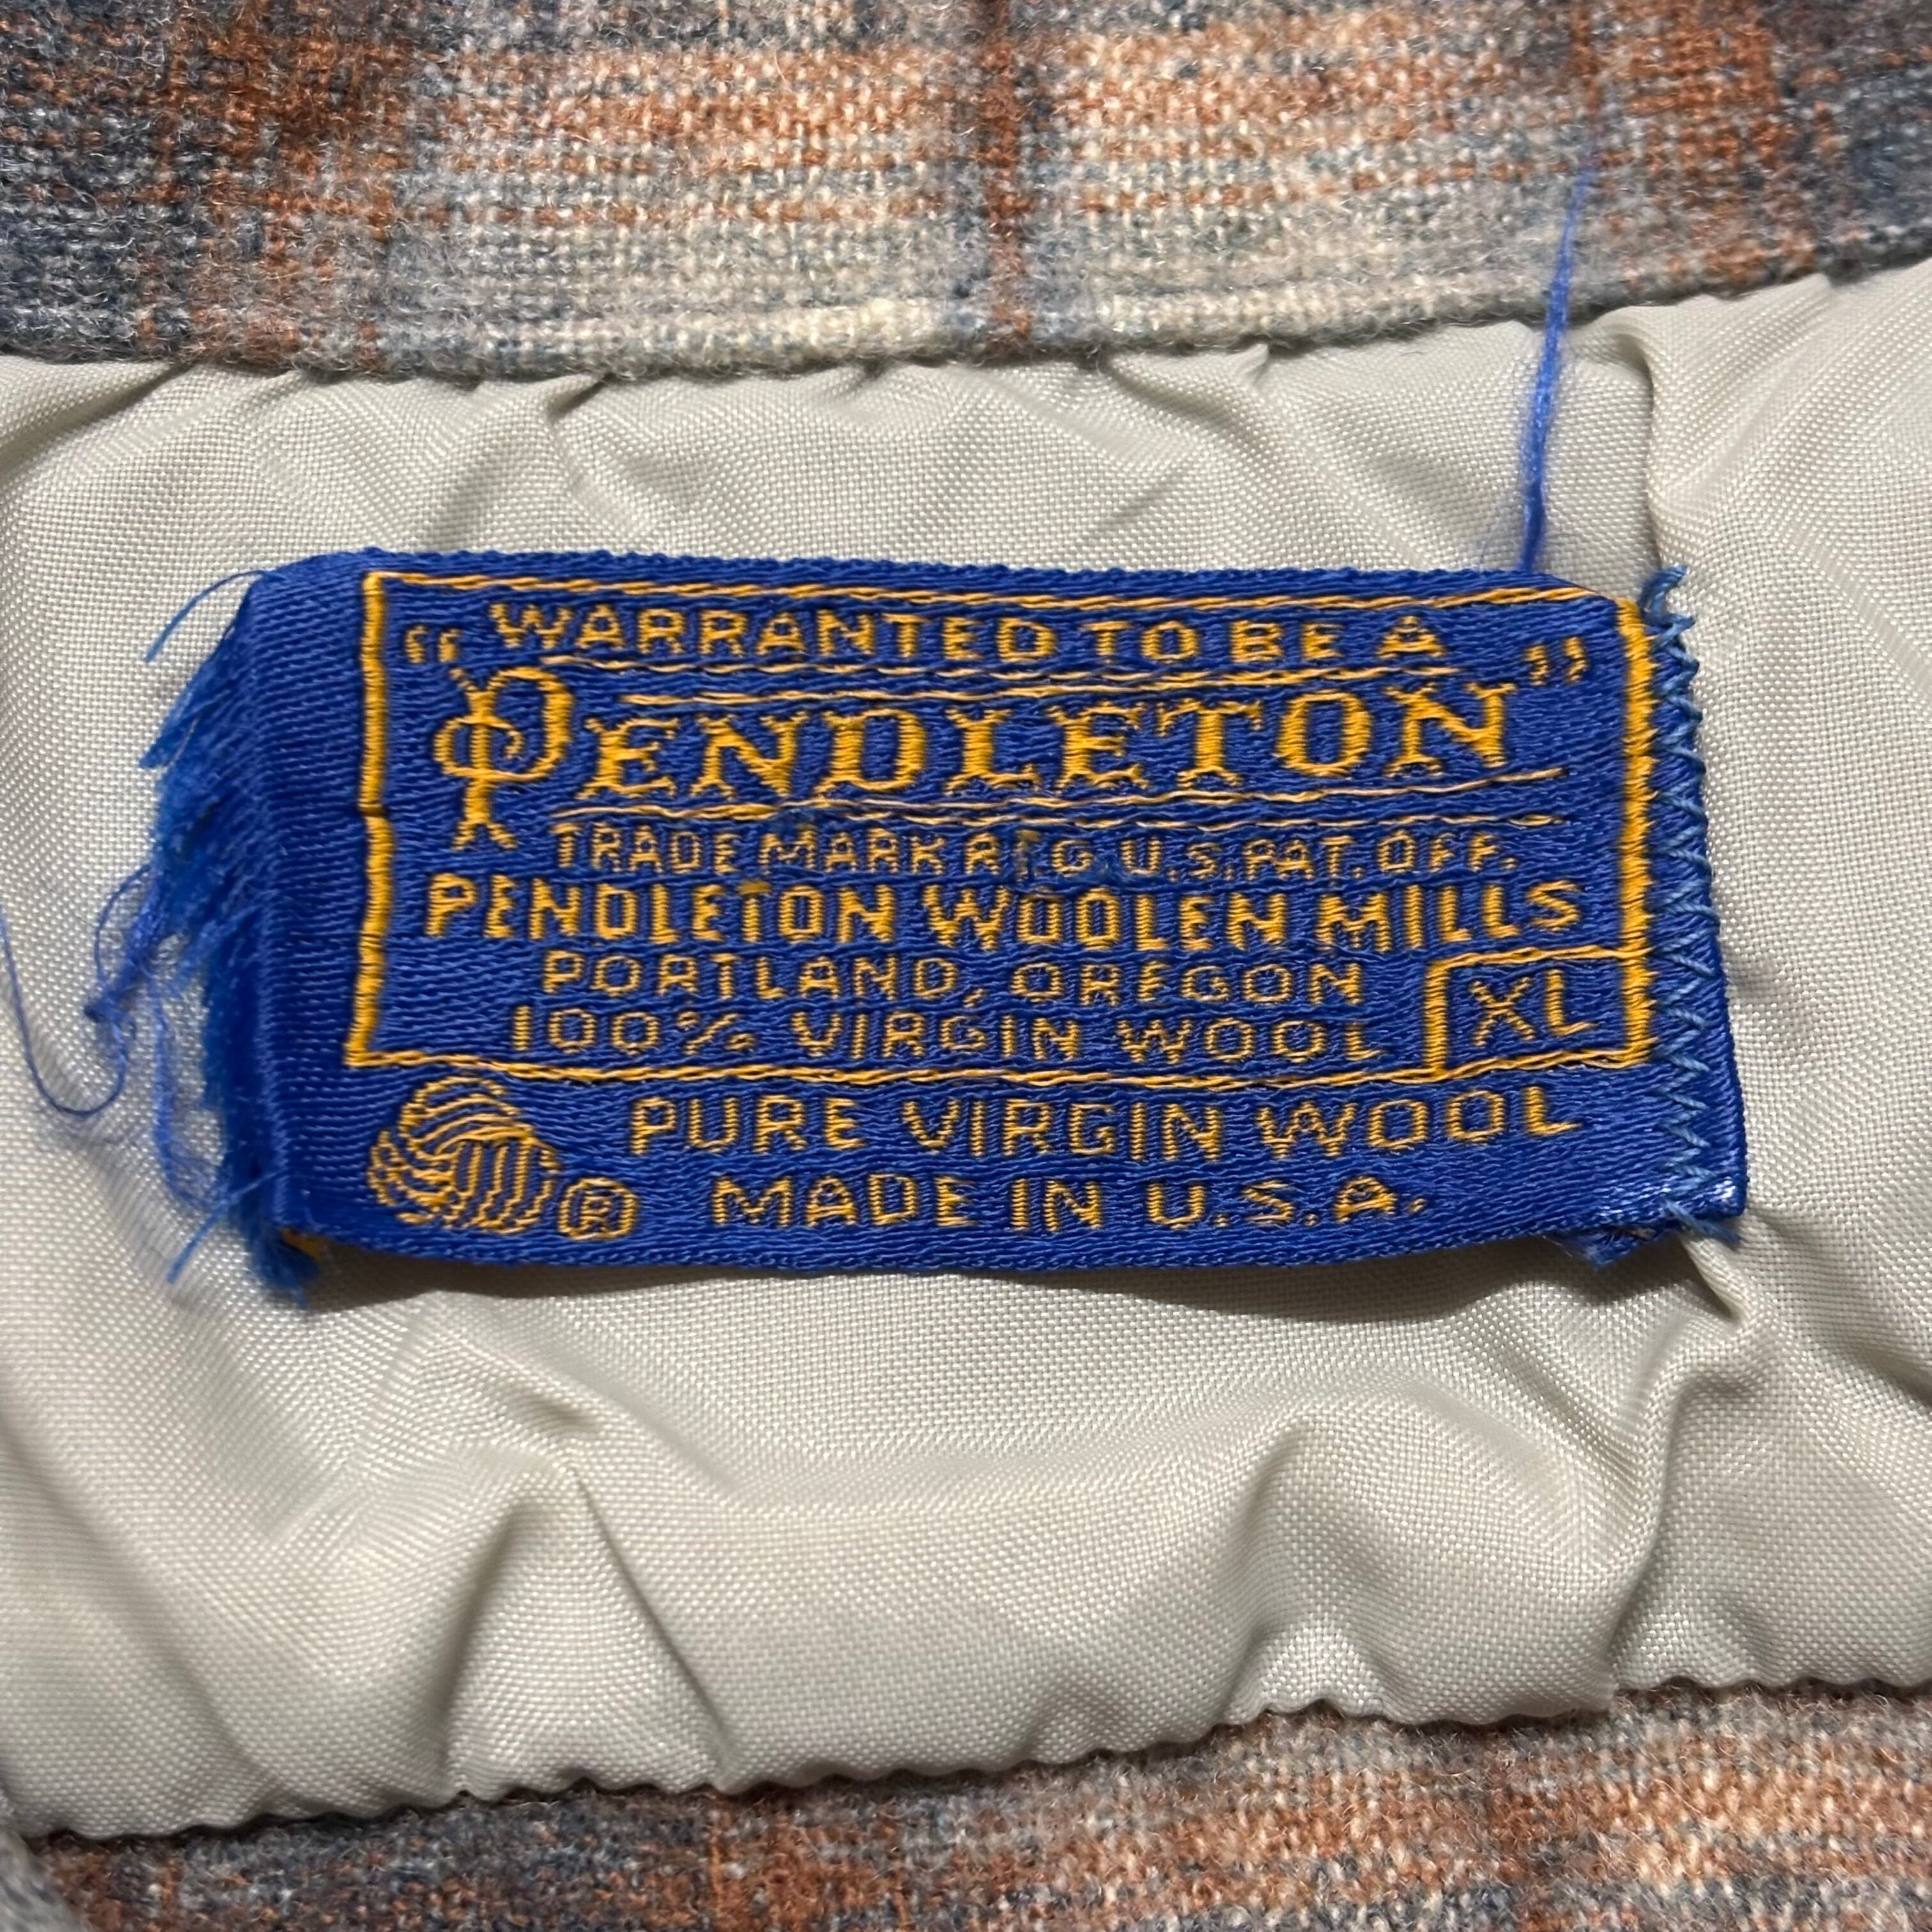 "WARRANTED TO BE A
PENDLETON"
TRADE MARK REG. U.S. PAT. OFF.
PENDLETON WOOLEN MILLS
PORTLAND, OREGON
100% VIRGIN WOOL XL
PURE VIRGIN WOOL
® MADE IN U.S.A.